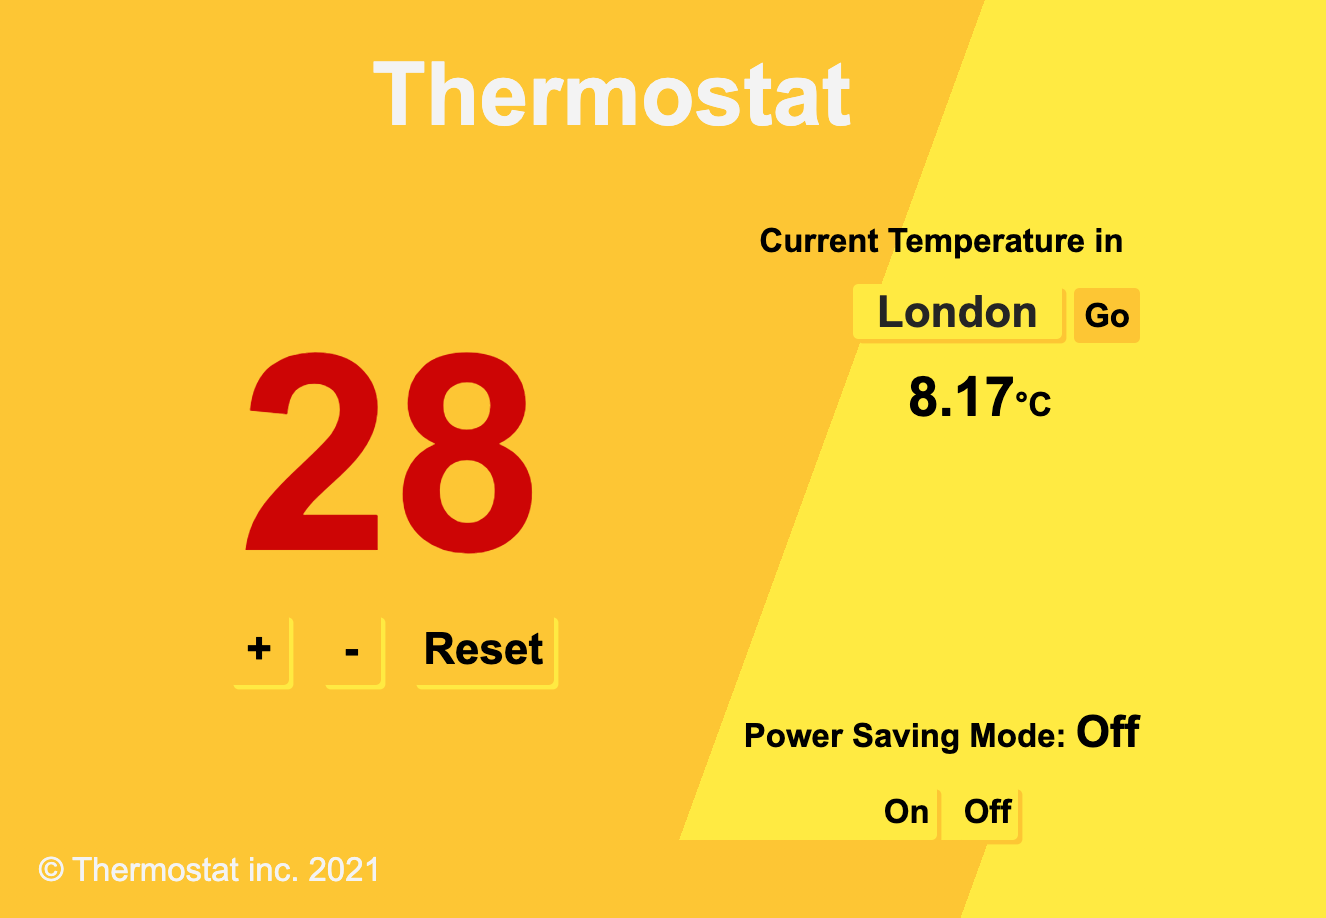 Thermostat
28
+ - Reset
Current Temperature in
London Go
8.17°C
Power Saving Mode: Off
On Off
© Thermostat inc. 2021